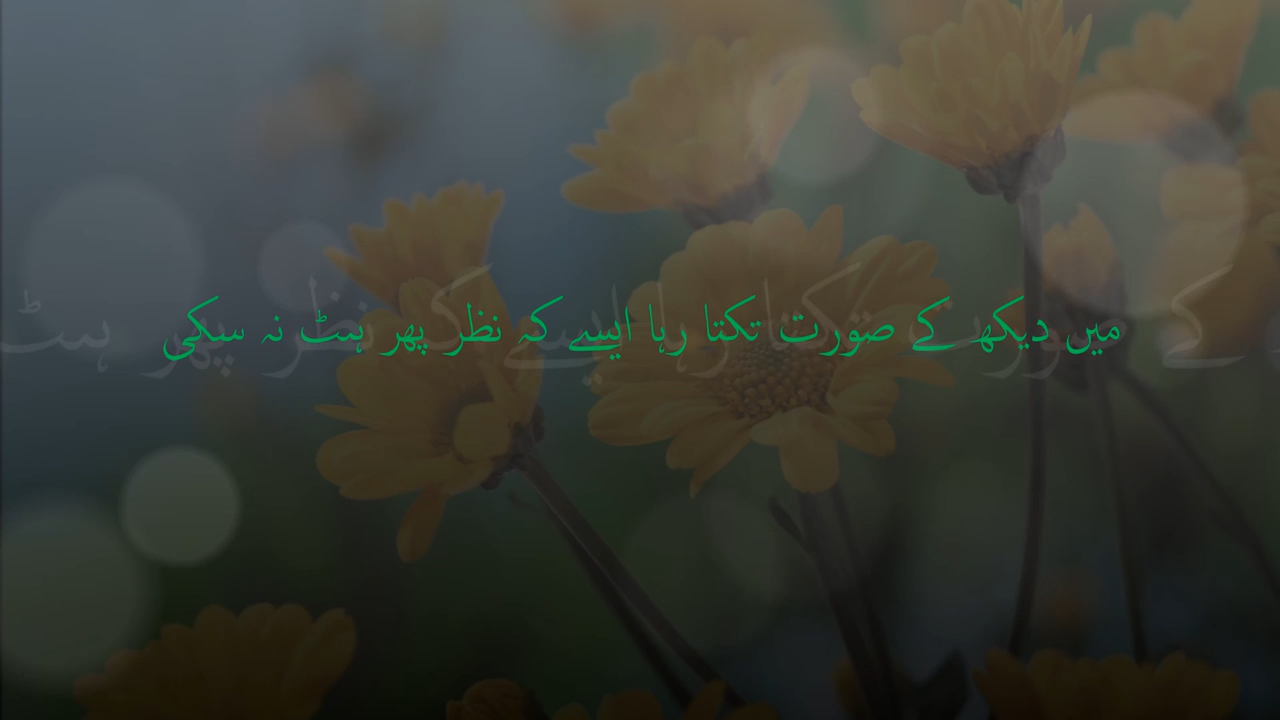 میں دیکھ کے صورت تکتا رہا ایسے کہ نظر پھر ہٹ نہ سکی